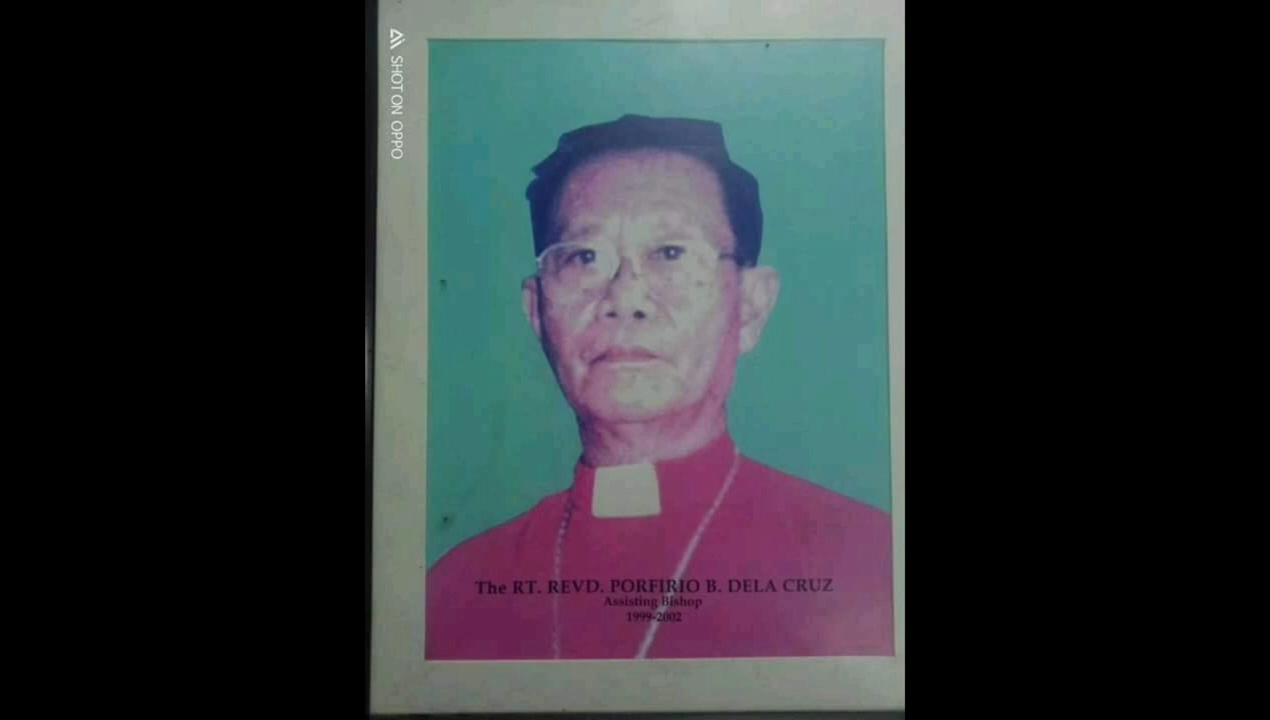 SHOT ON OPPO
The RT. REVD. PORFIRIO B. DELA CRUZ
Assisting Bishop
1999-2002